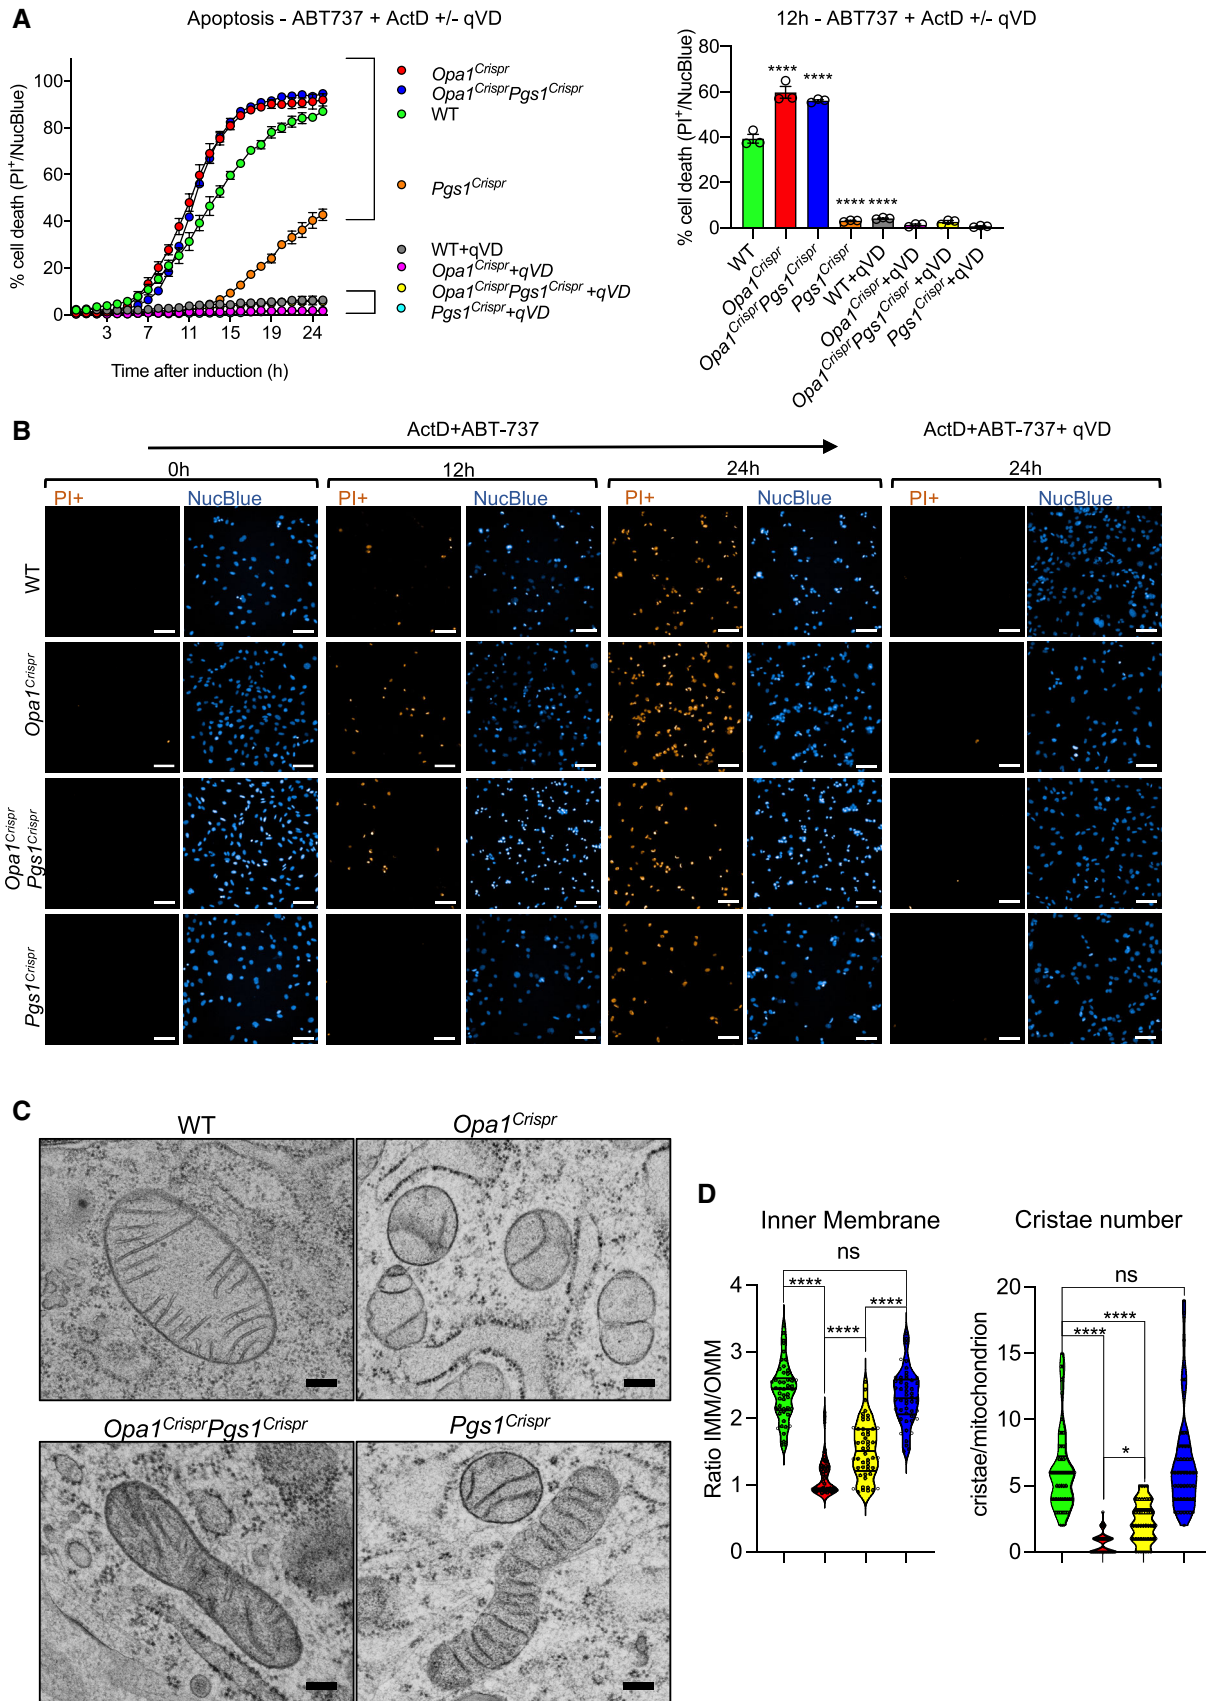 A
Apoptosis - ABT737 + ActD +/- qVD
% cell death (PI+/NucBlue)
100
80
60
40
20
0
3 7 11 15 19 24
Time after induction (h)
Opa1Crispr
Opa1CrisprPgs1Crispr
WT
Pgs1Crispr
WT+qVD
Opa1Crispr+qVD
Opa1CrisprPgs1Crispr+qVD
Pgs1Crispr+qVD
12h - ABT737 + ActD +/- qVD
% cell death (PI+/NucBlue)
80
60
40
20
0
**** **** **** ****
WT
Opa1Crispr
Opa1CrisprPgs1Crispr
Pgs1Crispr
WT+qVD
Opa1Crispr+qVD
Opa1CrisprPgs1Crispr+qVD
Pgs1Crispr+qVD
B
ActD+ABT-737
ActD+ABT-737+ qVD
0h 12h 24h 24h
PI+ NucBlue PI+ NucBlue PI+ NucBlue PI+ NucBlue
WT
Opa1Crispr
Opa1Crispr
Pgs1Crispr
Pgs1Crispr
C
WT
Opa1Crispr
Opa1CrisprPgs1Crispr
Pgs1Crispr
D
Inner Membrane
ns
****
****
****
Ratio IMM/OMM
4
3
2
1
0
Cristae number
ns
****
****
*
cristae/mitochondrion
20
15
10
5
0